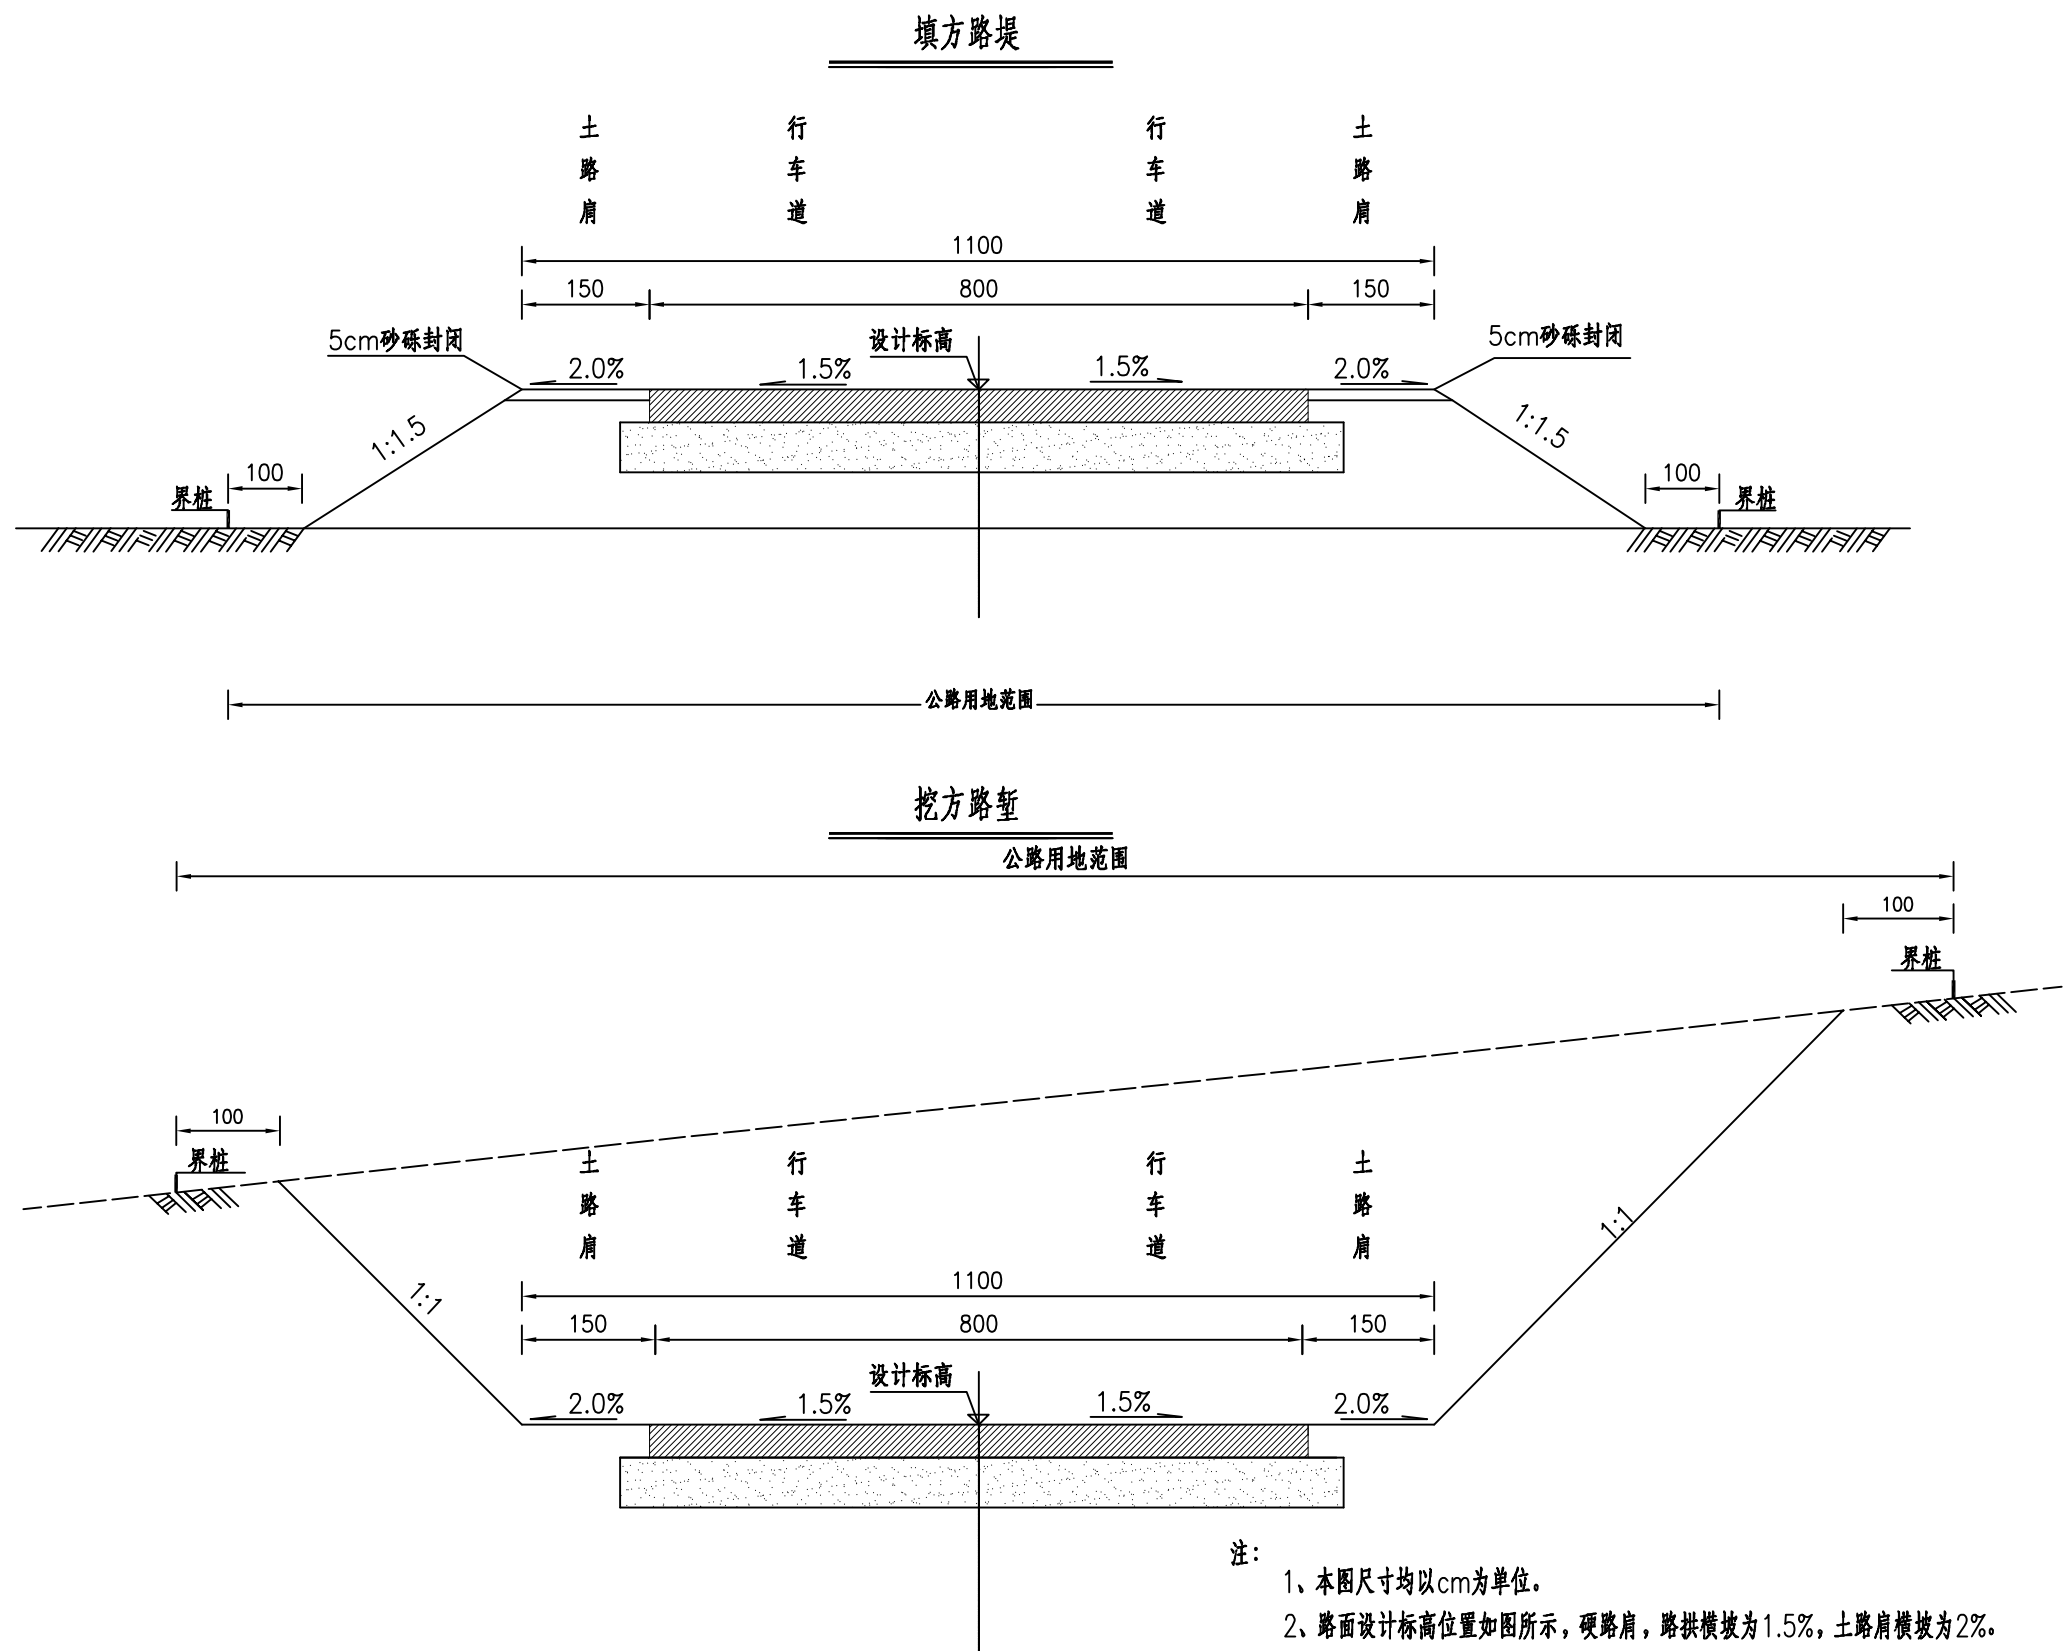 填方路堤
土路肩
行车道
行车道
土路肩
1100
150
800
150
5cm砂砾封闭
设计标高
5cm砂砾封闭
2.0%
1.5%
1.5%
2.0%
1:1.5
1:1.5
100
100
界桩
界桩
公路用地范围
挖方路堑
公路用地范围
100
界桩
100
界桩
土路肩
行车道
行车道
土路肩
1:1
1:1
1100
150
800
150
设计标高
2.0%
1.5%
1.5%
2.0%
注:
1、本图尺寸均以cm为单位。
2、路面设计标高位置如图所示，硬路肩，路拱横坡为1.5%，土路肩横坡为2%。